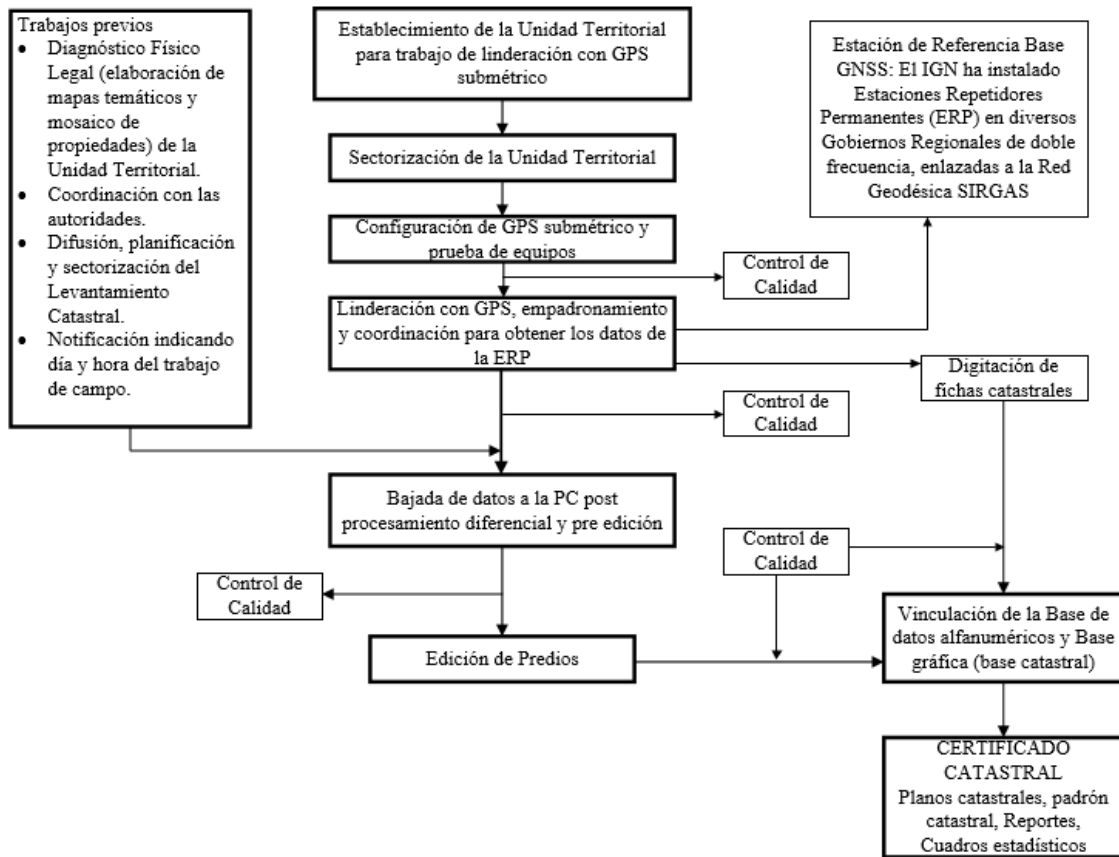 Trabajos previos
• Diagnóstico Físico
Legal (elaboración de
mapas temáticos y
mosaico de
propiedades) de la
Unidad Territorial.
• Coordinación con las
autoridades.
• Difusión, planificación
y sectorización del
Levantamiento
Catastral.
• Notificación indicando
día y hora del trabajo
de campo.
Establecimiento de la Unidad Territorial
para trabajo de linderación con GPS
submétrico
Sectorización de la Unidad Territorial
Configuración de GPS submétrico y
prueba de equipos
Control de
Calidad
Estación de Referencia Base
GNSS: El IGN ha instalado
Estaciones Repetidores
Permanentes (ERP) en diversos
Gobiernos Regionales de doble
frecuencia, enlazadas a la Red
Geodésica SIRGAS
Linderación con GPS, empadronamiento
y coordinación para obtener los datos de
la ERP
Digitación de
fichas catastrales
Control de
Calidad
Bajada de datos a la PC post
procesamiento diferencial y pre edición
Control de
Calidad
Control de
Calidad
Edición de Predios
Vinculación de la Base de
datos alfanuméricos y Base
gráfica (base catastral)
CERTIFICADO
CATASTRAL
Planos catastrales, padrón
catastral, Reportes,
Cuadros estadísticos